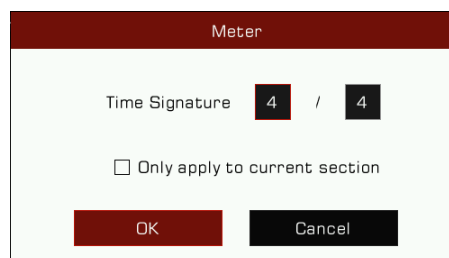 Meter
Time Signature 4 / 4
Only apply to current section
OK Cancel